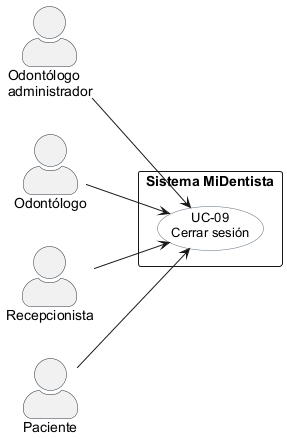 Odontólogo
administrador
Sistema MiDentista
UC-09
Cerrar sesión
Odontólogo
Recepcionista
Paciente